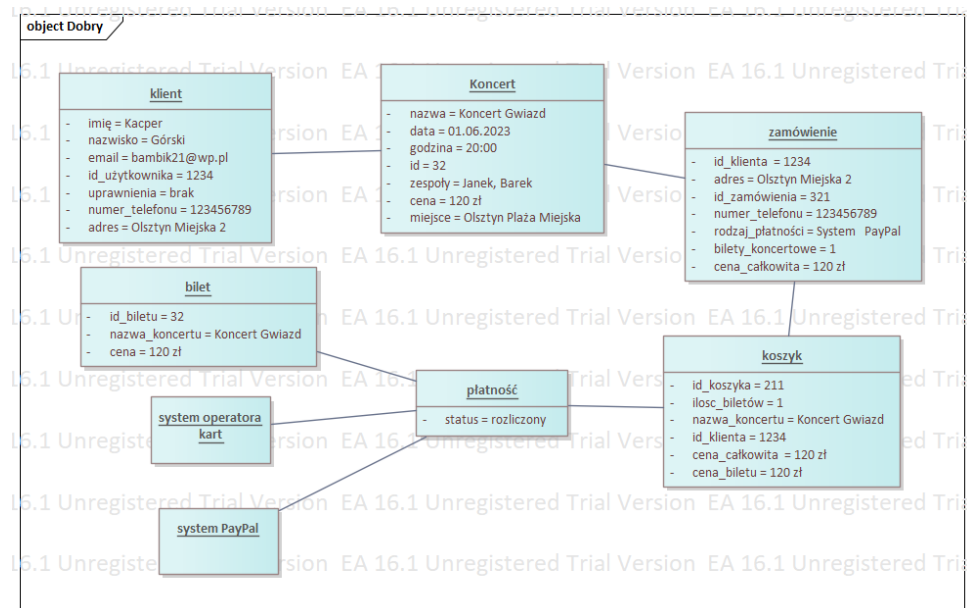 object Dobry
klient
- imię = Kacper
- nazwisko = Górski
- email = bambik21@wp.pl
- id_użytkownika = 1234
- uprawnienia = brak
- numer_telefonu = 123456789
- adres = Olsztyn Miejska 2
Koncert
- nazwa = Koncert Gwiazd
- data = 01.06.2023
- godzina = 20:00
- id = 32
- zespoły = Janek, Barek
- cena = 120 zł
- miejsce = Olsztyn Plaża Miejska
zamówienie
- id_klienta = 1234
- adres = Olsztyn Miejska 2
- id_zamówienia = 321
- numer_telefonu = 123456789
- rodzaj_płatności = System PayPal
- bilety_koncertowe = 1
- cena_całkowita = 120 zł
bilet
- id_biletu = 32
- nazwa_koncertu = Koncert Gwiazd
- cena = 120 zł
płatność
- status = rozliczony
koszyk
- id_koszyka = 211
- ilosc_biletów = 1
- nazwa_koncertu = Koncert Gwiazd
- id_klienta = 1234
- cena_całkowita = 120 zł
- cena_biletu = 120 zł
system operatora
kart
system PayPal
EA 16.1 Unregistered Trial Version